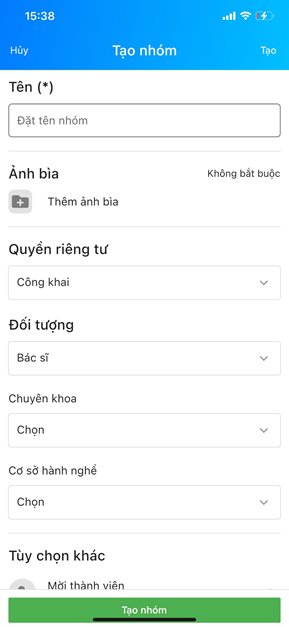 15:38
Hủy
Tạo nhóm
Tạo
Tên (*)
Đặt tên nhóm
Ảnh bìa
Không bắt buộc
Thêm ảnh bìa
Quyền riêng tư
Công khai
Đối tượng
Bác sĩ
Chuyên khoa
Chọn
Cơ sở hành nghề
Chọn
Tùy chọn khác
Mời thành viên
Tạo nhóm